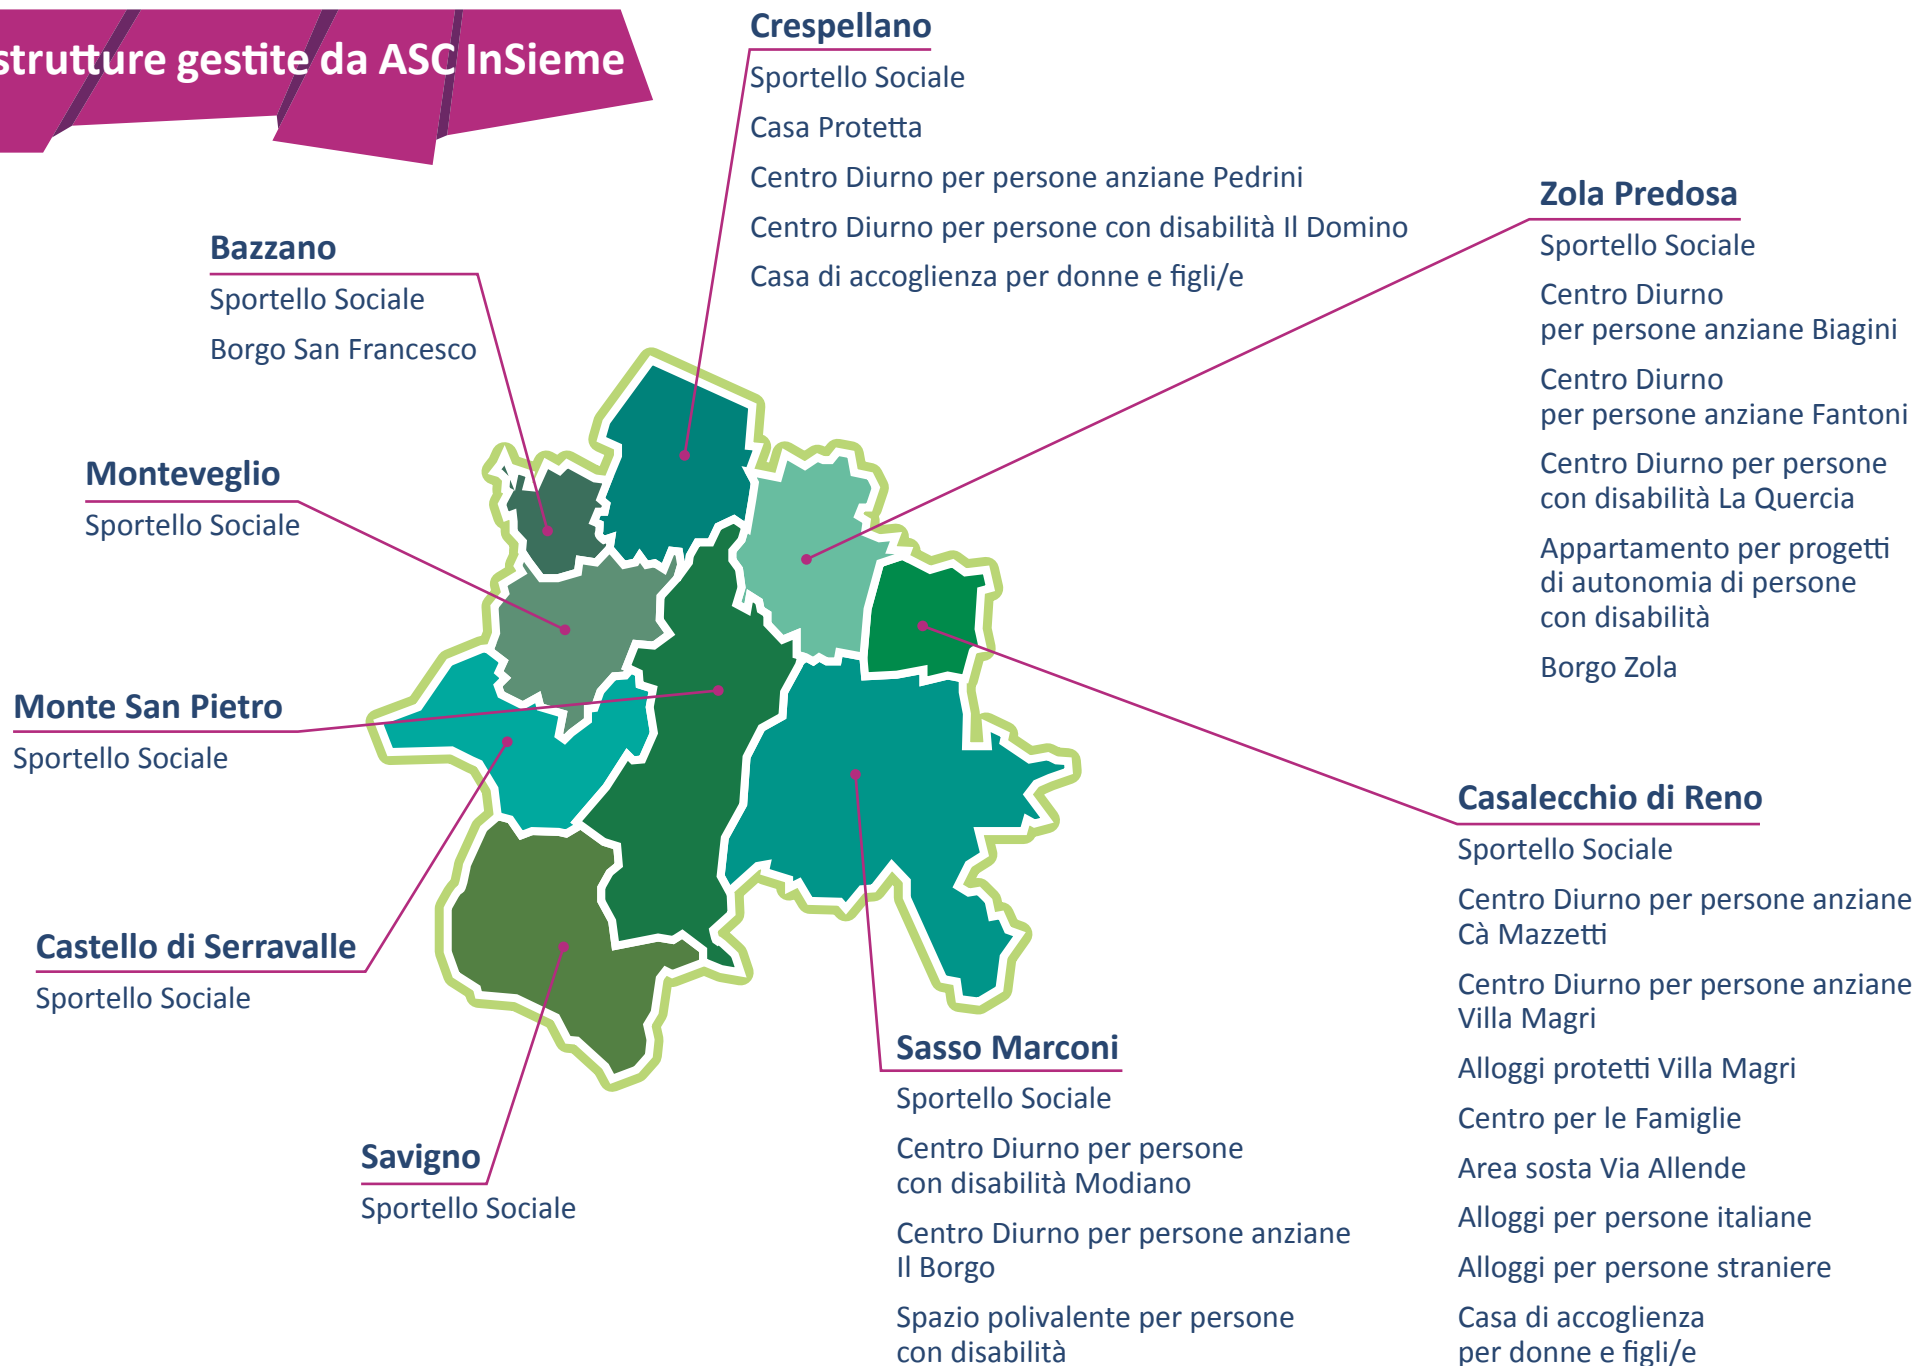 strutture gestite da ASC InSieme
Crespellano
Sportello Sociale
Casa Protetta
Centro Diurno per persone anziane Pedrini
Centro Diurno per persone con disabilità Il Domino
Casa di accoglienza per donne e figli/e
Zola Predosa
Sportello Sociale
Centro Diurno
per persone anziane Biagini
Centro Diurno
per persone anziane Fantoni
Centro Diurno per persone
con disabilità La Quercia
Appartamento per progetti
di autonomia di persone
con disabilità
Borgo Zola
Bazzano
Sportello Sociale
Borgo San Francesco
Monteveglio
Sportello Sociale
Monte San Pietro
Sportello Sociale
Castello di Serravalle
Sportello Sociale
Savigno
Sportello Sociale
Sasso Marconi
Sportello Sociale
Centro Diurno per persone
con disabilità Modiano
Centro Diurno per persone anziane
Il Borgo
Spazio polivalente per persone
con disabilità
Casalecchio di Reno
Sportello Sociale
Centro Diurno per persone anziane
Cà Mazzetti
Centro Diurno per persone anziane
Villa Magri
Alloggi protetti Villa Magri
Centro per le Famiglie
Area sosta Via Allende
Alloggi per persone italiane
Alloggi per persone straniere
Casa di accoglienza
per donne e figli/e